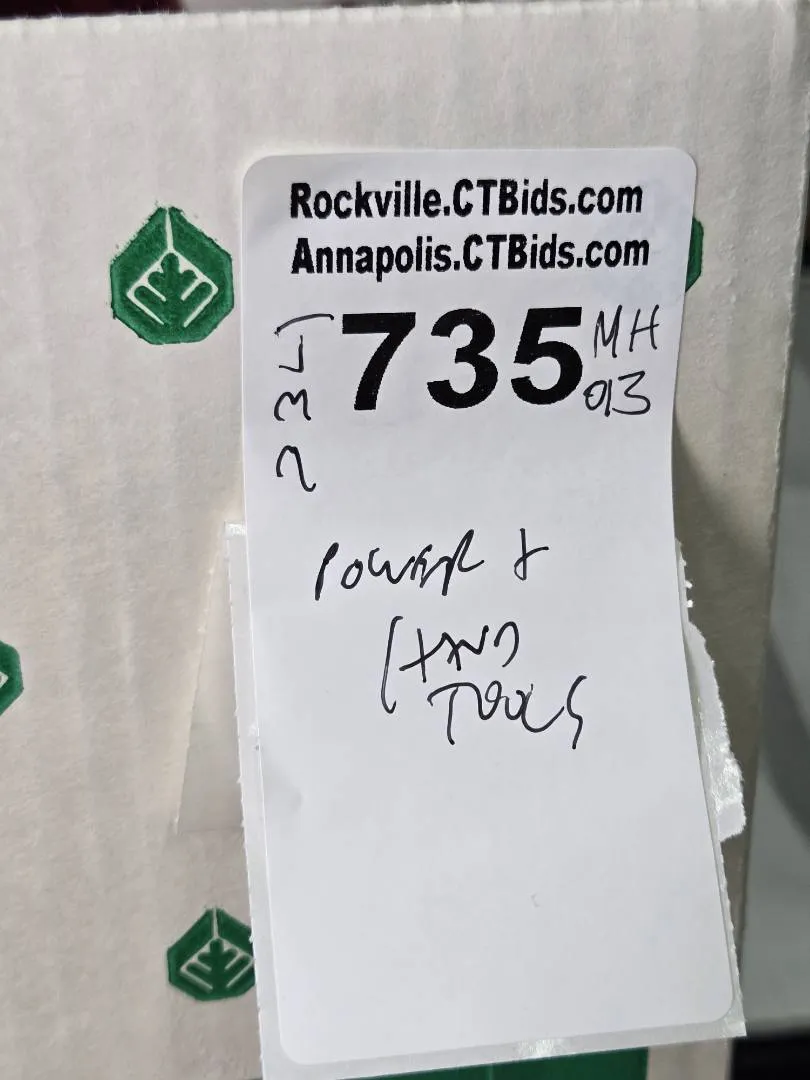 Rockville.CTBids.com
Annapolis.CTBids.com
735
MH
013
POWER &
HAND
TOOLS